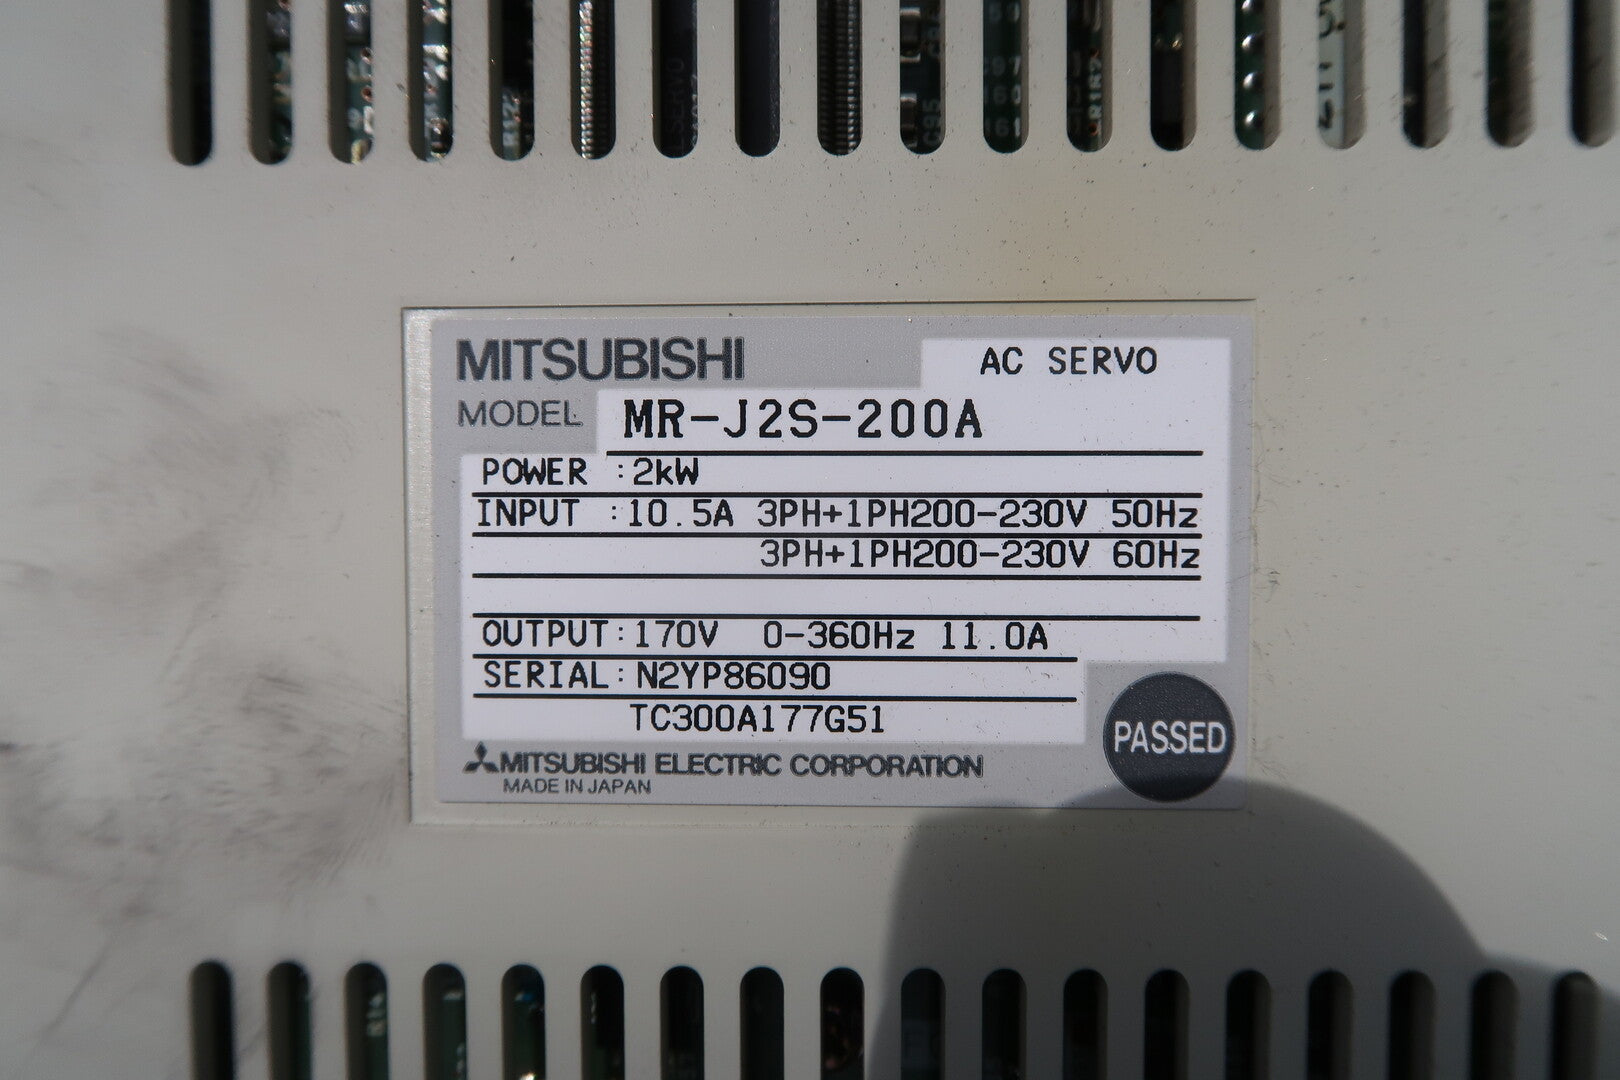 MITSUBISHI AC SERVO
MODEL MR-J2S-200A
POWER :2kW
INPUT :10.5A 3PH+1PH200-230V 50Hz
3PH+1PH200-230V 60Hz
OUTPUT:170V 0-360Hz 11.0A
SERIAL:N2YP86090
TC300A177G51
PASSED
MITSUBISHI ELECTRIC CORPORATION
MADE IN JAPAN